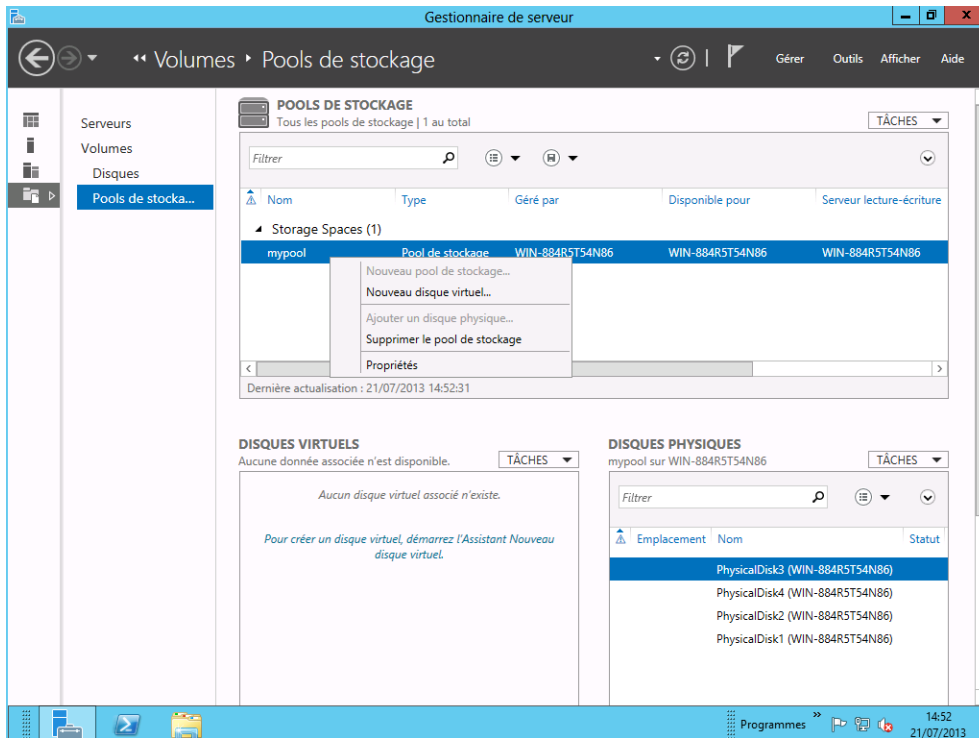 Gestionnaire de serveur
Volumes
Pools de stockage
Gérer
Outils
Afficher
Aide
Serveurs
Volumes
Disques
Pools de stocka...
POOLS DE STOCKAGE
Tous les pools de stockage | 1 au total
TÂCHES
Filtrer
Nom
Type
Géré par
Disponible pour
Serveur lecture-écriture
Storage Spaces (1)
mypool
Pool de stockage
WIN-884R5T54N86
WIN-884R5T54N86
WIN-884R5T54N86
Nouveau pool de stockage...
Nouveau disque virtuel...
Ajouter un disque physique...
Supprimer le pool de stockage
Propriétés
Dernière actualisation : 21/07/2013 14:52:31
DISQUES VIRTUELS
Aucune donnée associée n'est disponible.
TÂCHES
Aucun disque virtuel associé n'existe.
Pour créer un disque virtuel, démarrez l'Assistant Nouveau
disque virtuel.
DISQUES PHYSIQUES
mypool sur WIN-884R5T54N86
TÂCHES
Filtrer
Emplacement
Nom
Statut
PhysicalDisk3 (WIN-884R5T54N86)
PhysicalDisk4 (WIN-884R5T54N86)
PhysicalDisk2 (WIN-884R5T54N86)
PhysicalDisk1 (WIN-884R5T54N86)
Programmes
14:52
21/07/2013